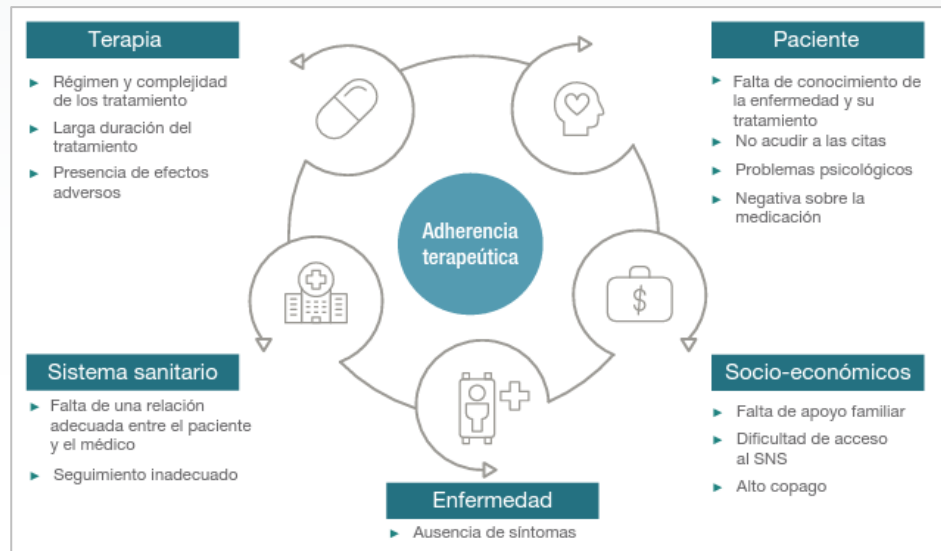 Terapia
Régimen y complejidad
de los tratamiento
Larga duración del
tratamiento
Presencia de efectos
adversos
Paciente
Falta de conocimiento de
la enfermedad y su
tratamiento
No acudir a las citas
Problemas psicológicos
Negativa sobre la
medicación
Adherencia
terapeútica
$
Sistema sanitario
Falta de una relación
adecuada entre el paciente
y el médico
Seguimiento inadecuado
Enfermedad
Ausencia de síntomas
Socio-económicos
Falta de apoyo familiar
Dificultad de acceso
al SNS
Alto copago